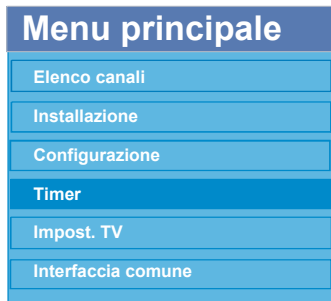 Menu principale
Elenco canali
Installazione
Configurazione
Timer
Impost. TV
Interfaccia comune